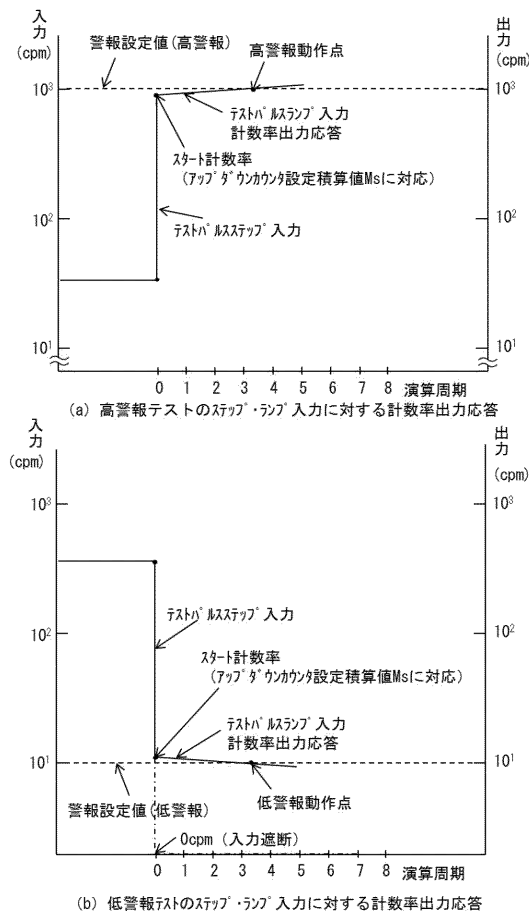 入力
(cpm)
出力
(cpm)
警報設定値(高警報)
高警報動作点
10³
10³
ﾃｽﾄﾊﾟﾙｽﾗﾝﾌﾟ入力
計数率出力応答
ｽﾀｰﾄ計数率
(ｱｯﾌﾟﾀﾞｳﾝｶｳﾝﾀ設定積算値Msに対応)
10²
10²
ﾃｽﾄﾊﾟﾙｽｽﾃｯﾌﾟ入力
10¹
10¹
0 1 2 3 4 5 6 7 8 演算周期
(a) 高警報テストのｽﾃｯﾌﾟ･ﾗﾝﾌﾟ入力に対する計数率出力応答
入力
(cpm)
出力
(cpm)
10³
10³
ﾃｽﾄﾊﾟﾙｽｽﾃｯﾌﾟ入力
10²
10²
ｽﾀｰﾄ計数率
(ｱｯﾌﾟﾀﾞｳﾝｶｳﾝﾀ設定積算値Msに対応)
ﾃｽﾄﾊﾟﾙｽﾗﾝﾌﾟ入力
計数率出力応答
10¹
10¹
警報設定値(低警報)
低警報動作点
0cpm (入力遮断)
0 1 2 3 4 5 6 7 8 演算周期
(b) 低警報ﾃｽﾄのｽﾃｯﾌﾟ･ﾗﾝﾌﾟ入力に対する計数率出力応答